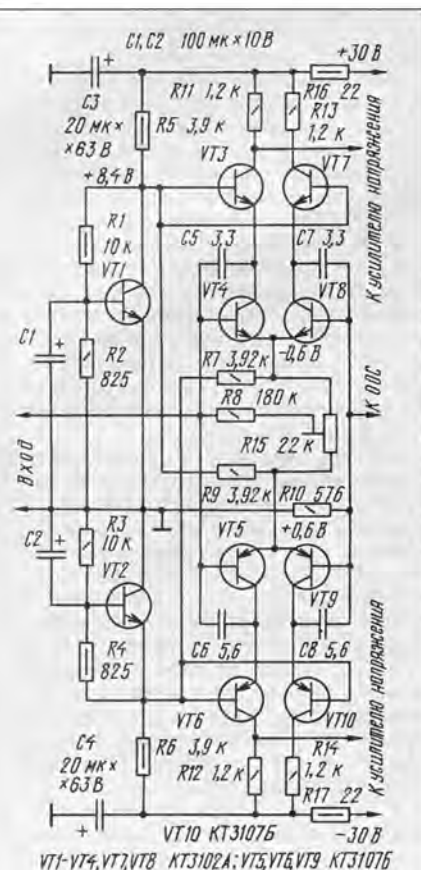 C1, C2 100 мк×10 В
+30 В
C3
20 мк×
×63 В
R5 3,9 к
R11 1,2 к
R16 22
R13
1,2 к
К усилителю напряжения
+8,4 В
VT3
VT7
R1
10 к
VT1
C5 3,3
C7 3,3
VT4
VT8
C1
R2
825
-0,6 В
R7 3,92 к
R8 180 к
К ООС
R15 22 к
Вход
R9 3,92 к
R10 576
R3
10 к
+0,6 В
C2
VT2
VT5
VT9
R4
825
C6 5,6
C8 5,6
К усилителю напряжения
VT6
VT10
C4
20 мк×
×63 В
R6 3,9 к
R12 1,2 к
R14
1,2 к
R17 22
-30 В
VT10 КТ3107Б
VT1-VT4, VT7, VT8 КТ3102А; VT5, VT6, VT9 КТ3107Б